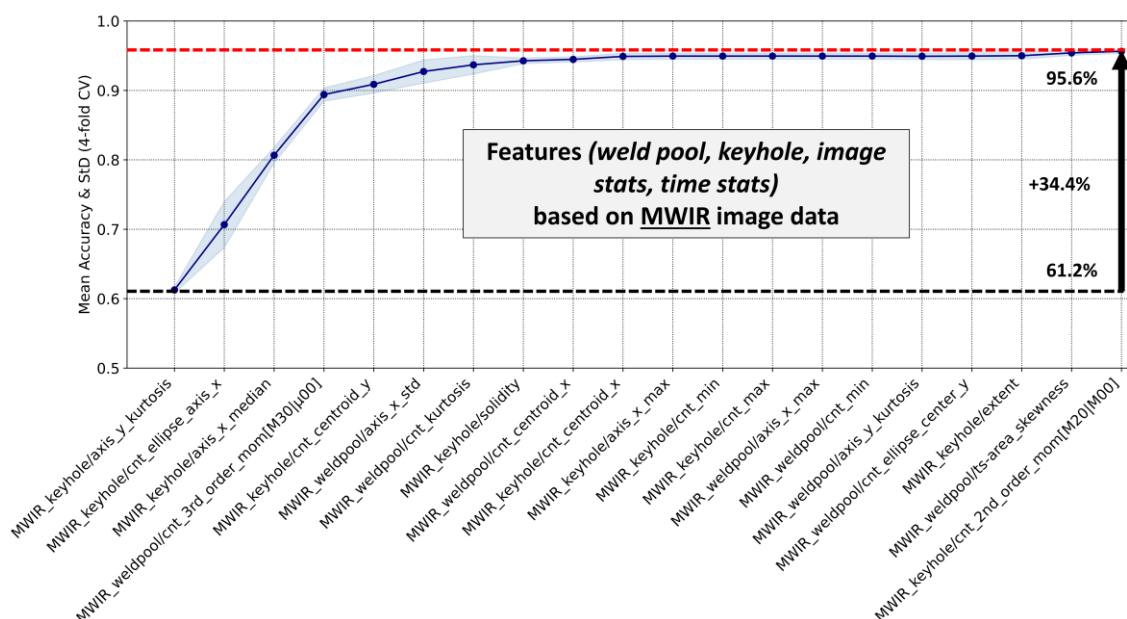 1.0
0.9
0.8
0.7
0.6
0.5
Mean Accuracy & StD (4-fold CV)
95.6%
+34.4%
61.2%
Features (weld pool, keyhole, image
stats, time stats)
based on MWIR image data
MWIR_keyhole/axis_y_kurtosis
MWIR_keyhole/cnt_ellipse_axis_x
MWIR_keyhole/axis_x_median
MWIR_weldpool/cnt_3rd_order_mom[M30|μ00]
MWIR_keyhole/cnt_centroid_y
MWIR_weldpool/axis_x_std
MWIR_weldpool/cnt_kurtosis
MWIR_keyhole/solidity
MWIR_weldpool/cnt_centroid_x
MWIR_keyhole/cnt_centroid_x
MWIR_keyhole/axis_x_max
MWIR_keyhole/cnt_min
MWIR_keyhole/cnt_max
MWIR_weldpool/axis_x_max
MWIR_weldpool/cnt_min
MWIR_weldpool/axis_y_kurtosis
MWIR_weldpool/cnt_ellipse_center_y
MWIR_keyhole/extent
MWIR_weldpool/ts-area_skewness
MWIR_keyhole/cnt_2nd_order_mom[M20|M00]